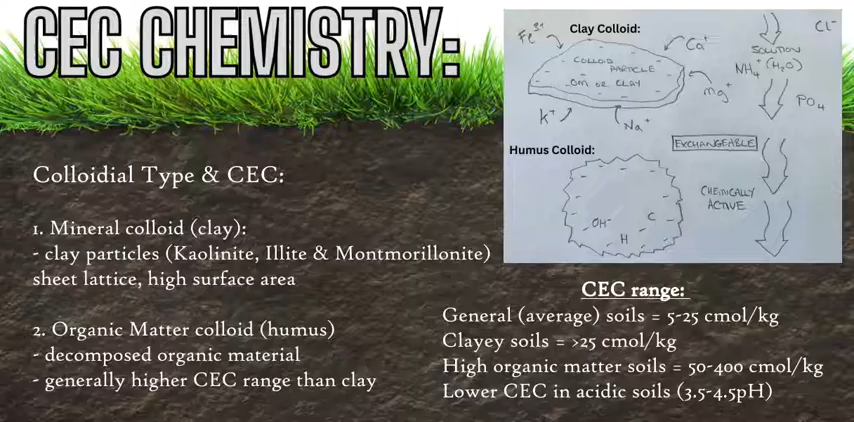 CEC CHEMISTRY:
Colloidial Type & CEC:
1. Mineral colloid (clay):
- clay particles (Kaolinite, Illite & Montmorillonite)
sheet lattice, high surface area
2. Organic Matter colloid (humus)
- decomposed organic material
- generally higher CEC range than clay
Clay Colloid:
Fe³⁺
Ca⁺
COLLOID
PARTICLE
OM OR CLAY
Mg⁺
K⁺
Na⁺
Humus Colloid:
OH⁻
C
H
Cl⁻
SOLUTION
(H₂O)
NH₄⁺
PO₄
EXCHANGEABLE
CHEMICALLY
ACTIVE
CEC range:
General (average) soils = 5-25 cmol/kg
Clayey soils = >25 cmol/kg
High organic matter soils = 50-400 cmol/kg
Lower CEC in acidic soils (3.5-4.5pH)